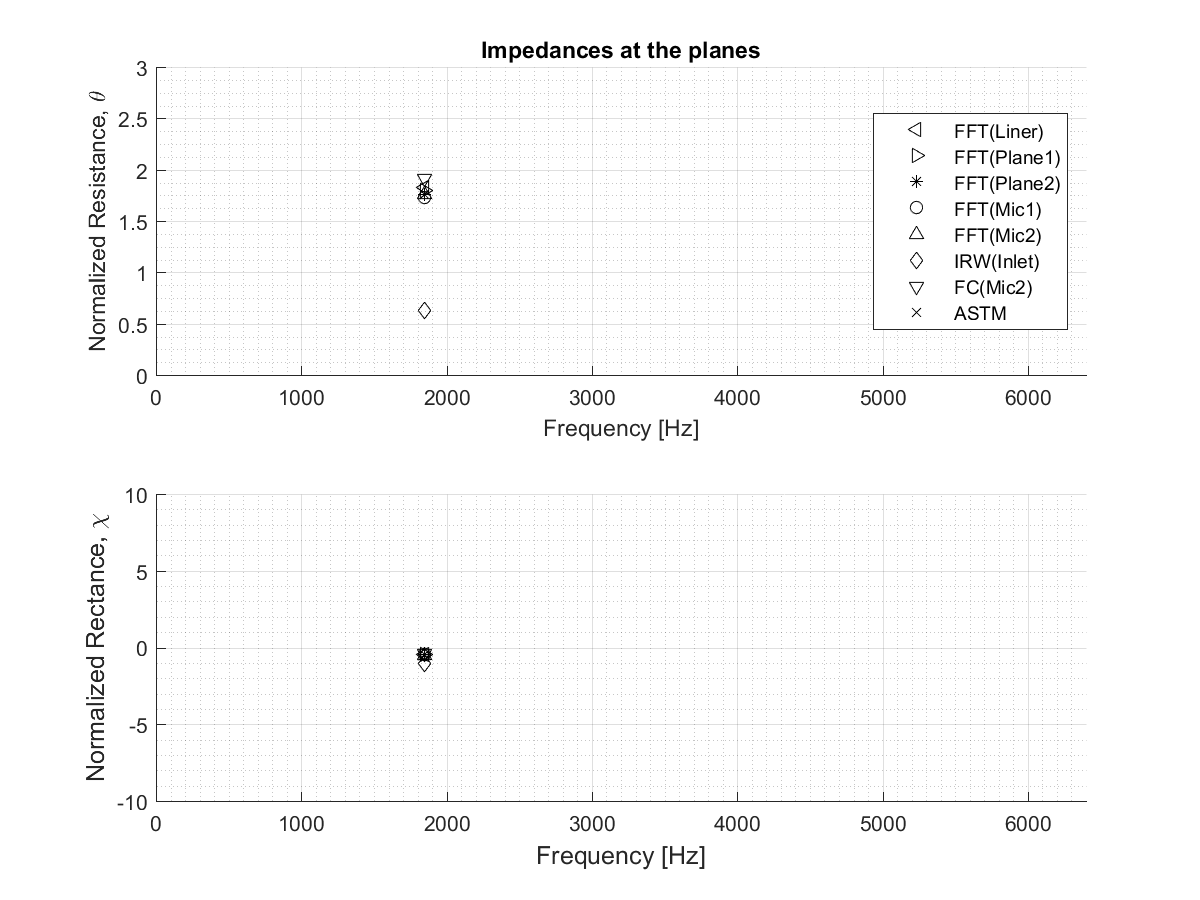 Impedances at the planes
Normalized Resistance, θ
3
2.5
2
1.5
1
0.5
0
0 1000 2000 3000 4000 5000 6000
Frequency [Hz]
FFT(Liner)
FFT(Plane1)
FFT(Plane2)
FFT(Mic1)
FFT(Mic2)
IRW(Inlet)
FC(Mic2)
ASTM
Normalized Rectance, χ
10
5
0
-5
-10
0 1000 2000 3000 4000 5000 6000
Frequency [Hz]